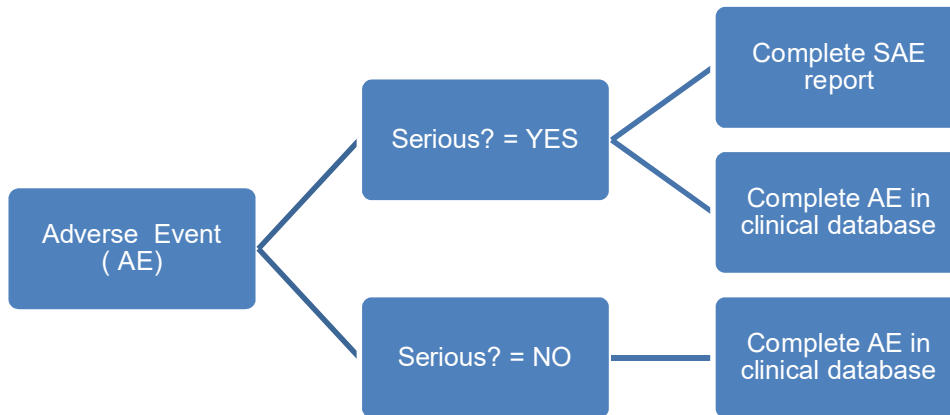 Adverse Event
( AE)
Serious? = YES
Complete SAE
report
Complete AE in
clinical database
Serious? = NO
Complete AE in
clinical database